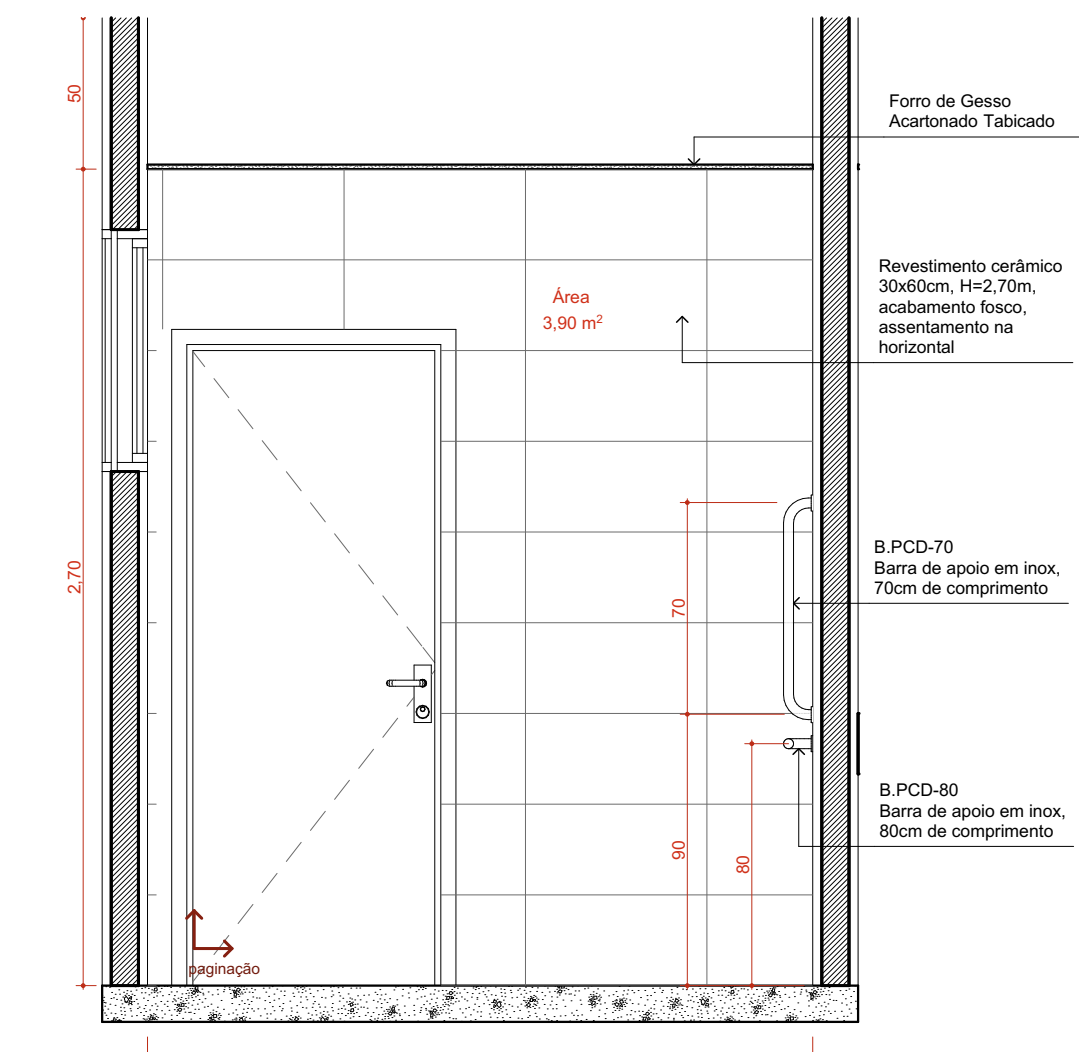 50
Forro de Gesso
Acartonado Tabicado
Área
3,90 m²
Revestimento cerâmico
30x60cm, H=2,70m,
acabamento fosco,
assentamento na
horizontal
2,70
70
B.PCD-70
Barra de apoio em inox,
70cm de comprimento
90
80
B.PCD-80
Barra de apoio em inox,
80cm de comprimento
paginação